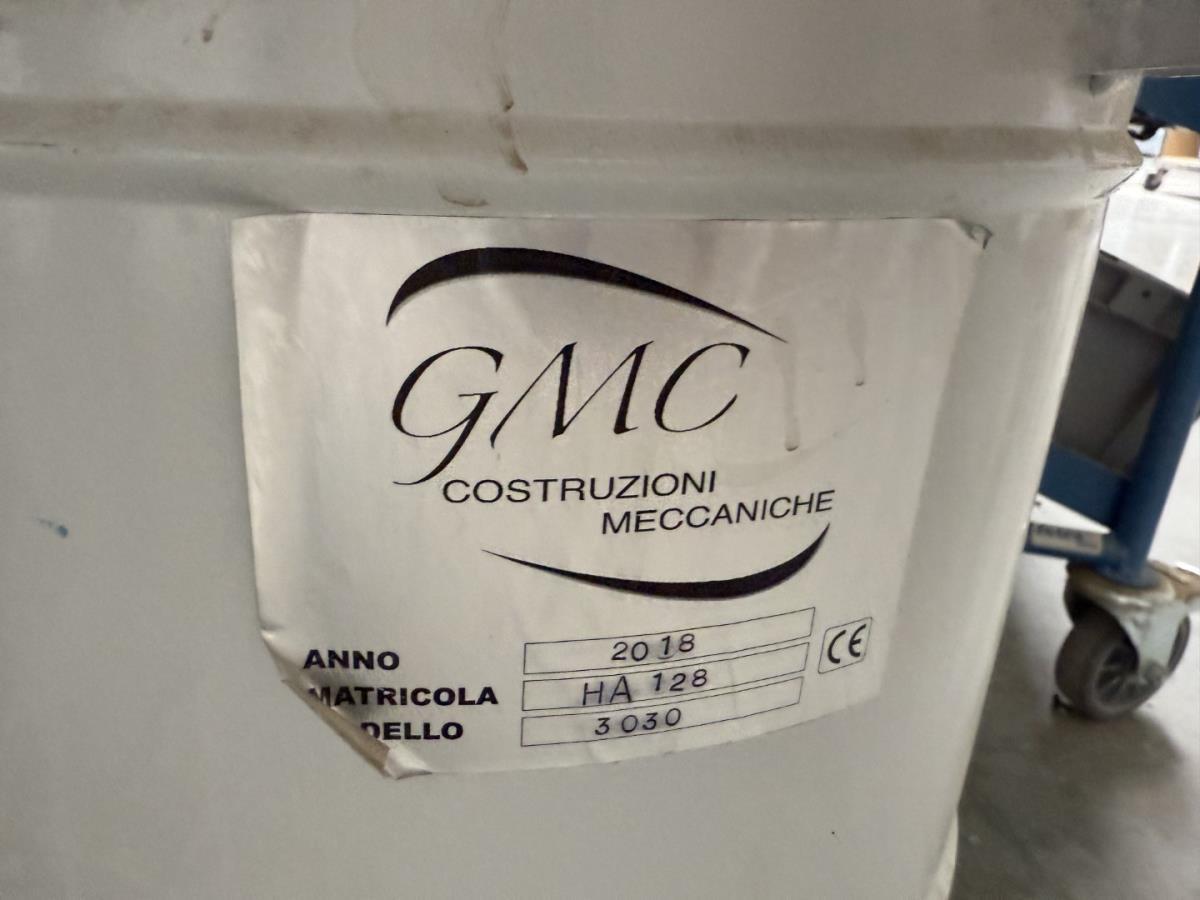 GMC
COSTRUZIONI
MECCANICHE
ANNO 2018
MATRICOLA HA 128
DELLO 3030
CE